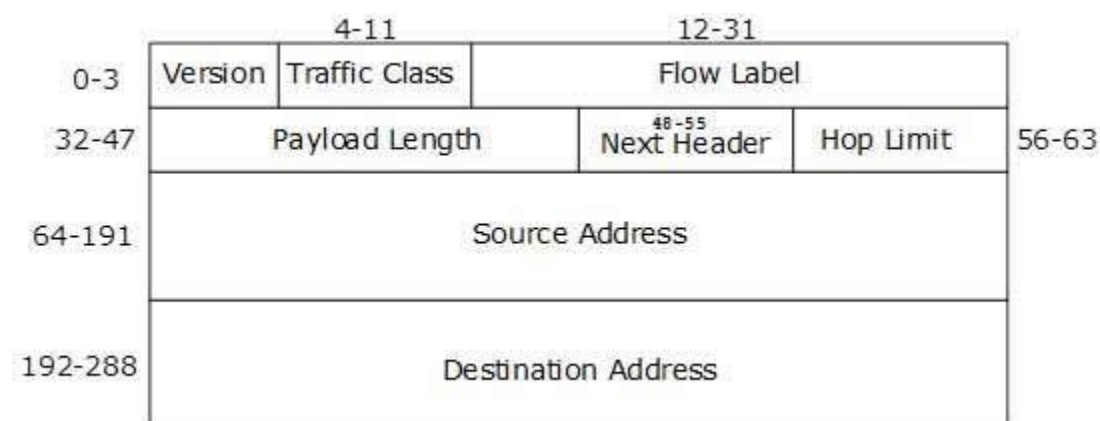 4-11 12-31
0-3 Version Traffic Class Flow Label
48-55
32-47 Payload Length Next Header Hop Limit 56-63
64-191 Source Address
192-288 Destination Address